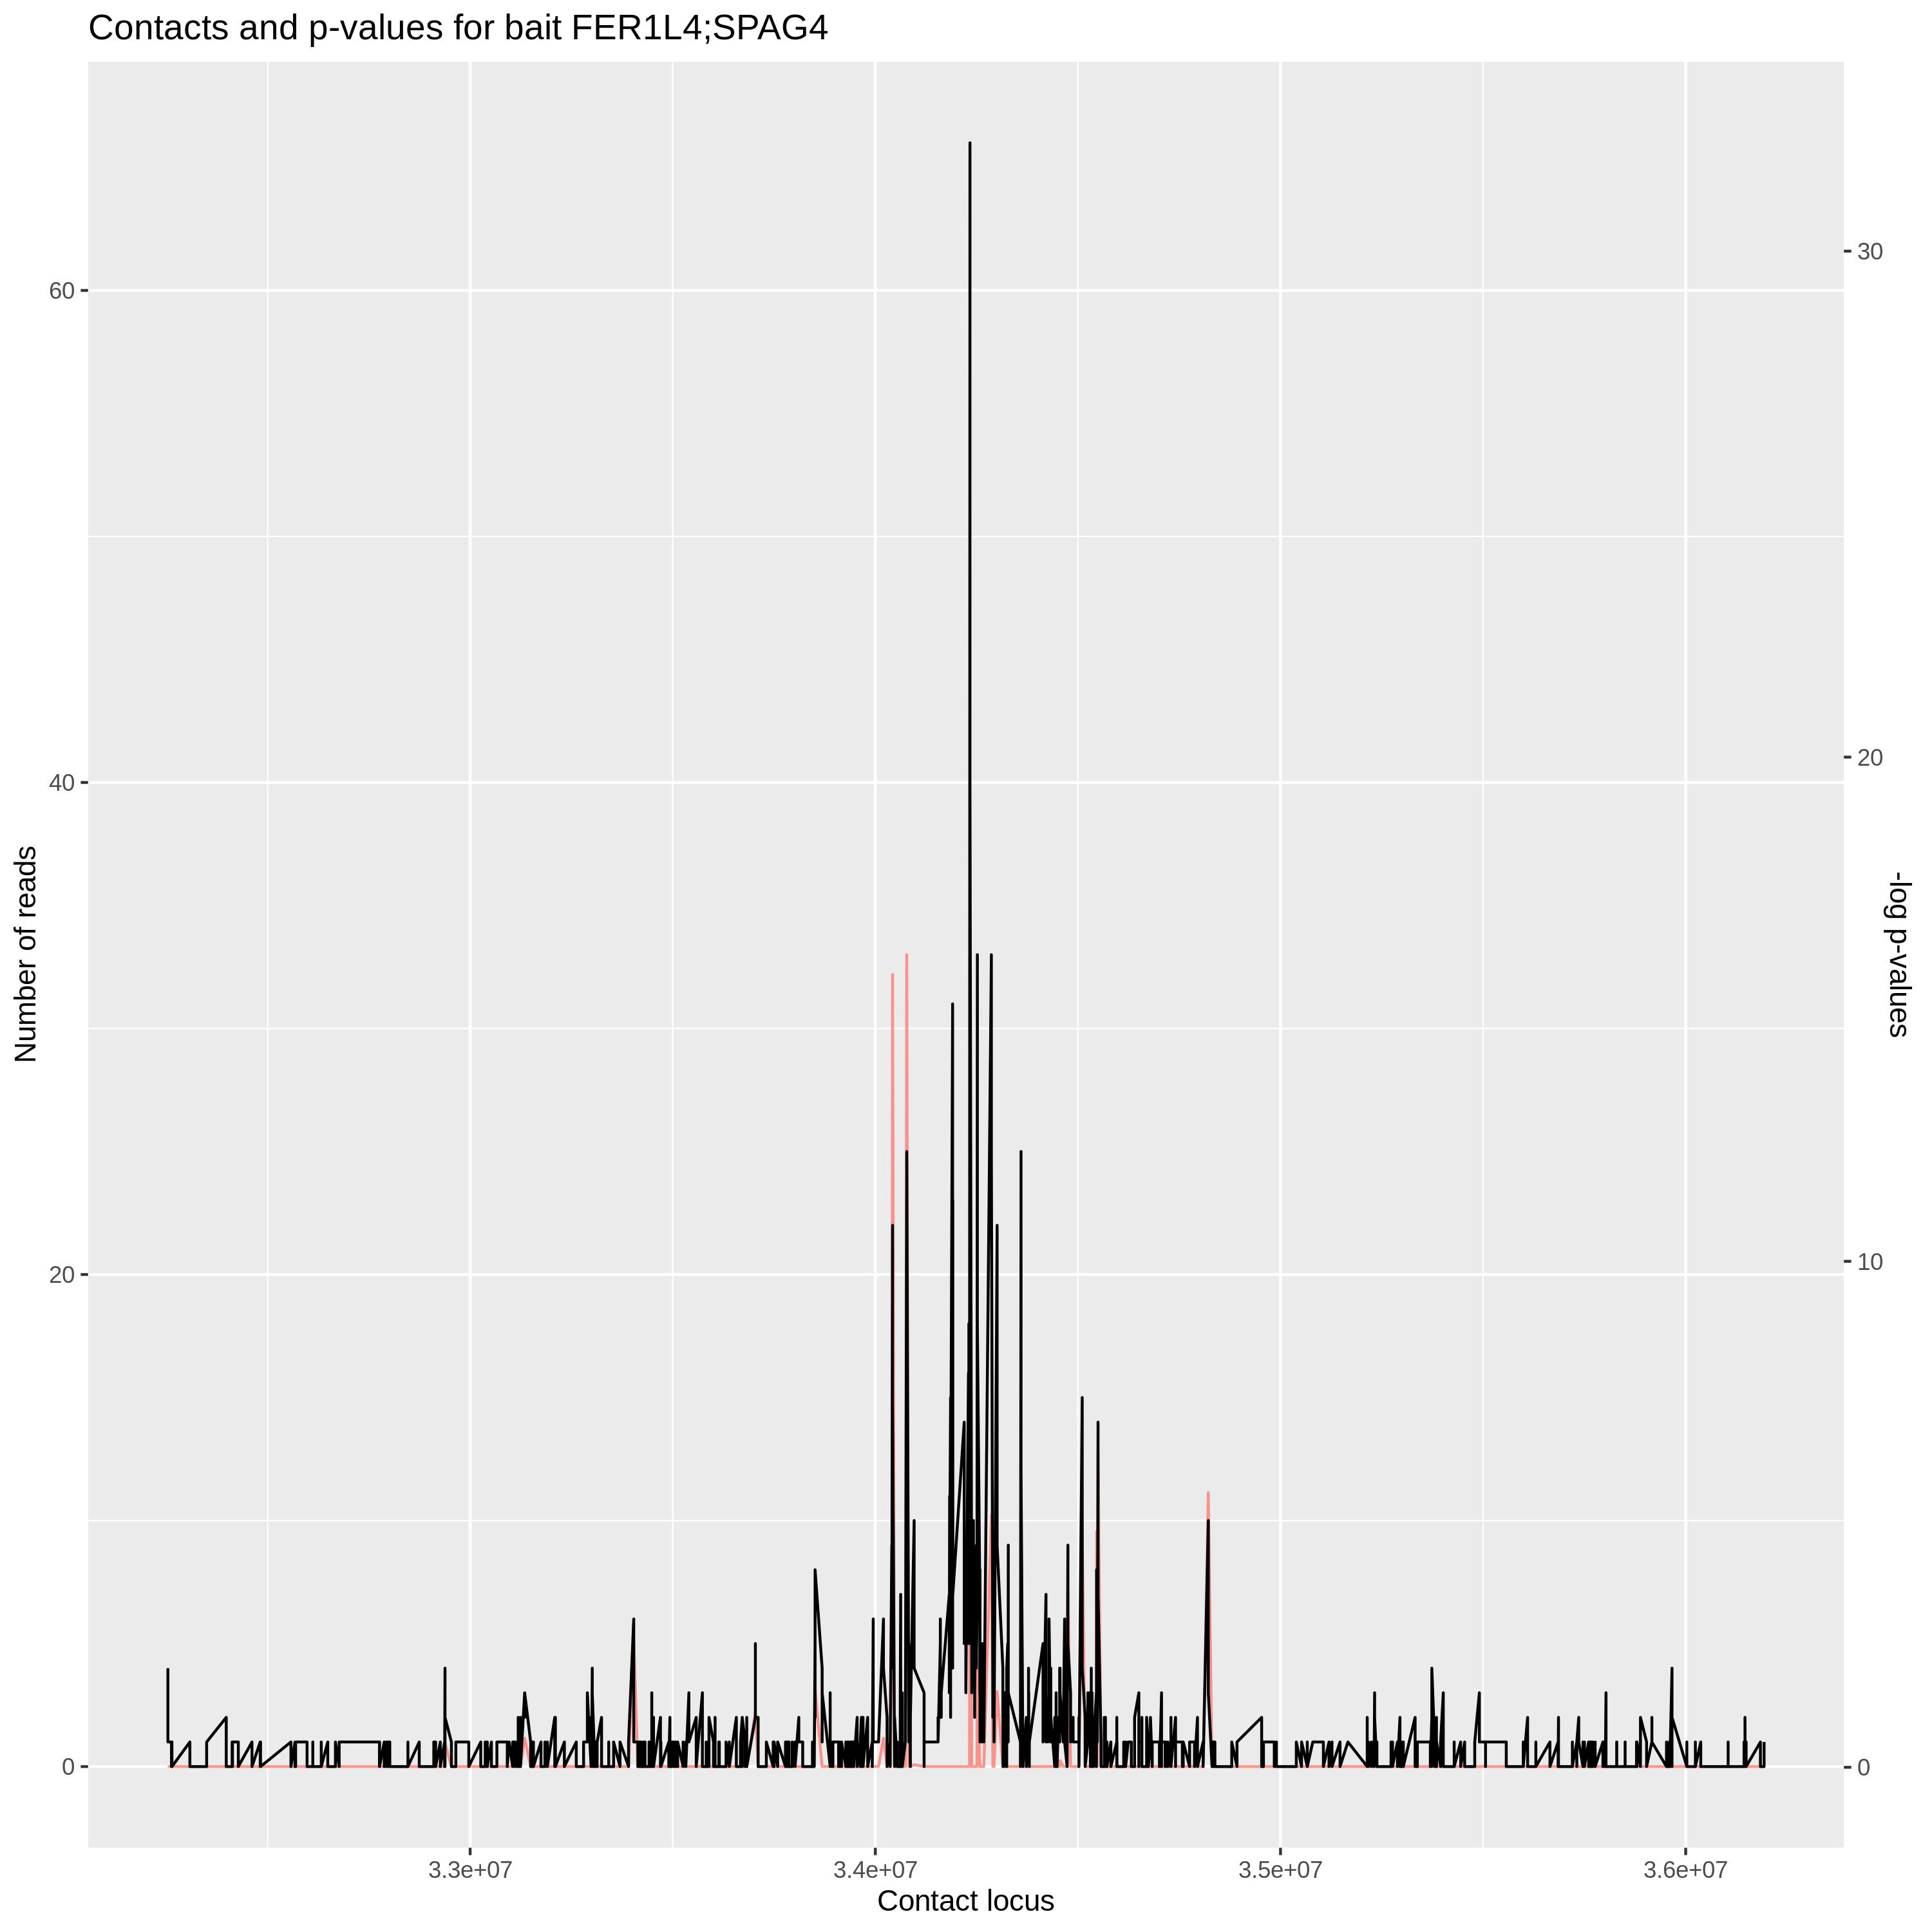 Contacts and p-values for bait FER1L4;SPAG4
Number of reads
60
40
20
0
30
20
10
0
-log p-values
3.3e+07 3.4e+07 3.5e+07 3.6e+07
Contact locus